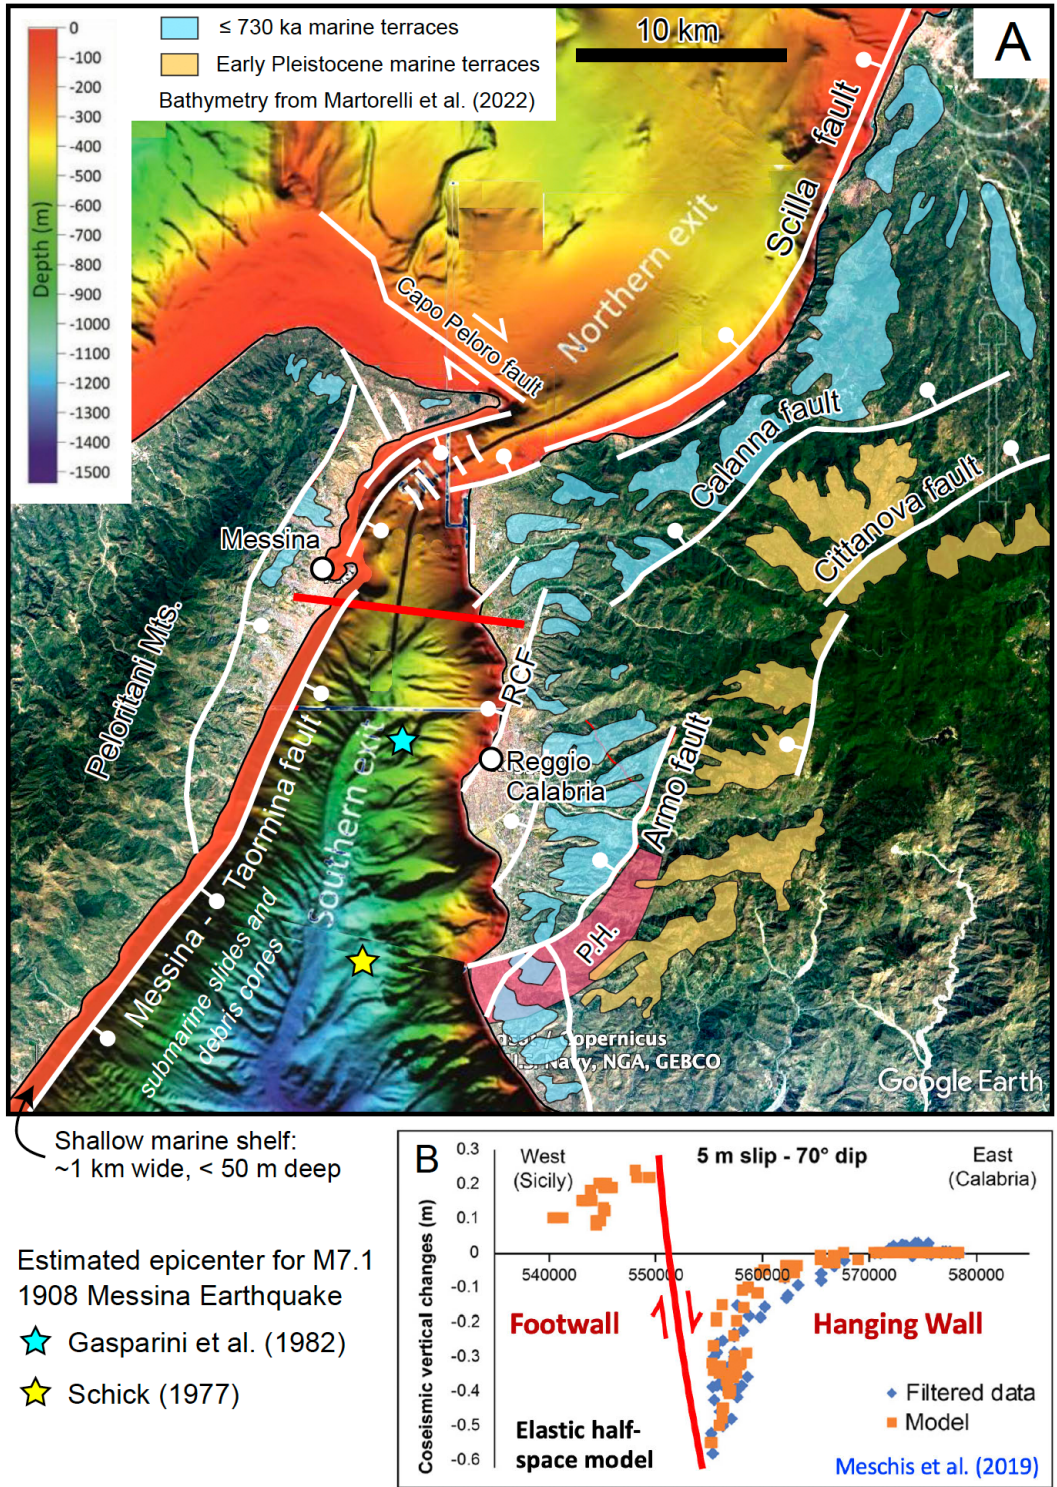 A
≤ 730 ka marine terraces
Early Pleistocene marine terraces
Bathymetry from Martorelli et al. (2022)
10 km
Depth (m)
0
-100
-200
-300
-400
-500
-600
-700
-800
-900
-1000
-1100
-1200
-1300
-1400
-1500
Scilla fault
Northern exit
Capo Peloro fault
Calanna fault
Cittanova fault
Messina
Peloritani Mts.
RCF
Reggio
Calabria
Armo fault
Messina - Taormina fault
Southern exit
submarine slides and
debris cones
P.H.
Copernicus
Navy, NGA, GEBCO
Google Earth
Shallow marine shelf:
~1 km wide, < 50 m deep
Estimated epicenter for M7.1
1908 Messina Earthquake
Gasparini et al. (1982)
Schick (1977)
B
West
(Sicily)
5 m slip - 70° dip
East
(Calabria)
Coseismic vertical changes (m)
0.3
0.2
0.1
0
-0.1
-0.2
-0.3
-0.4
-0.5
-0.6
540000
550000
560000
570000
580000
Footwall
Hanging Wall
Elastic half-
space model
Filtered data
Model
Meschis et al. (2019)